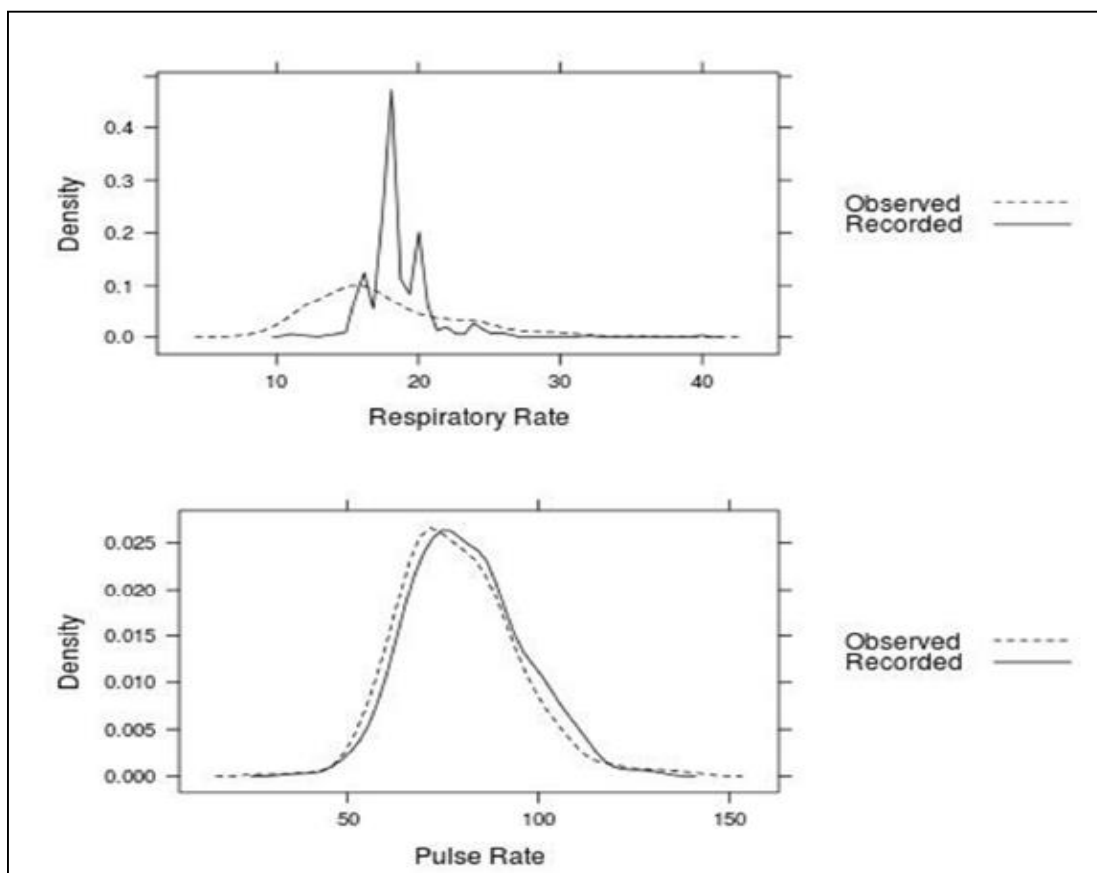 0.4
0.3
0.2
0.1
0.0
Density
10 20 30 40
Respiratory Rate
Observed
Recorded
0.025
0.020
0.015
0.010
0.005
0.000
Density
50 100 150
Pulse Rate
Observed
Recorded